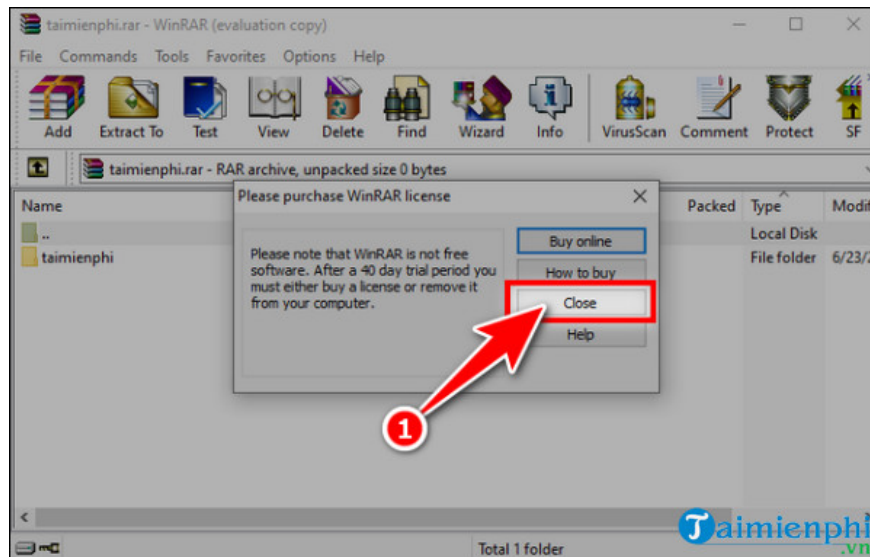 taimienphi.rar - WinRAR (evaluation copy)
File Commands Tools Favorites Options Help
Add Extract To Test View Delete Find Wizard Info VirusScan Comment Protect SF
taimienphi.rar - RAR archive, unpacked size 0 bytes
Please purchase WinRAR license
Name Packed Type Modif
.. Local Disk
taimienphi File folder 6/23/2
Please note that WinRAR is not free
software. After a 40 day trial period you
must either buy a license or remove it
from your computer.
Buy online
How to buy
Close
Help
1
Total 1 folder
Taimienphi
.vn